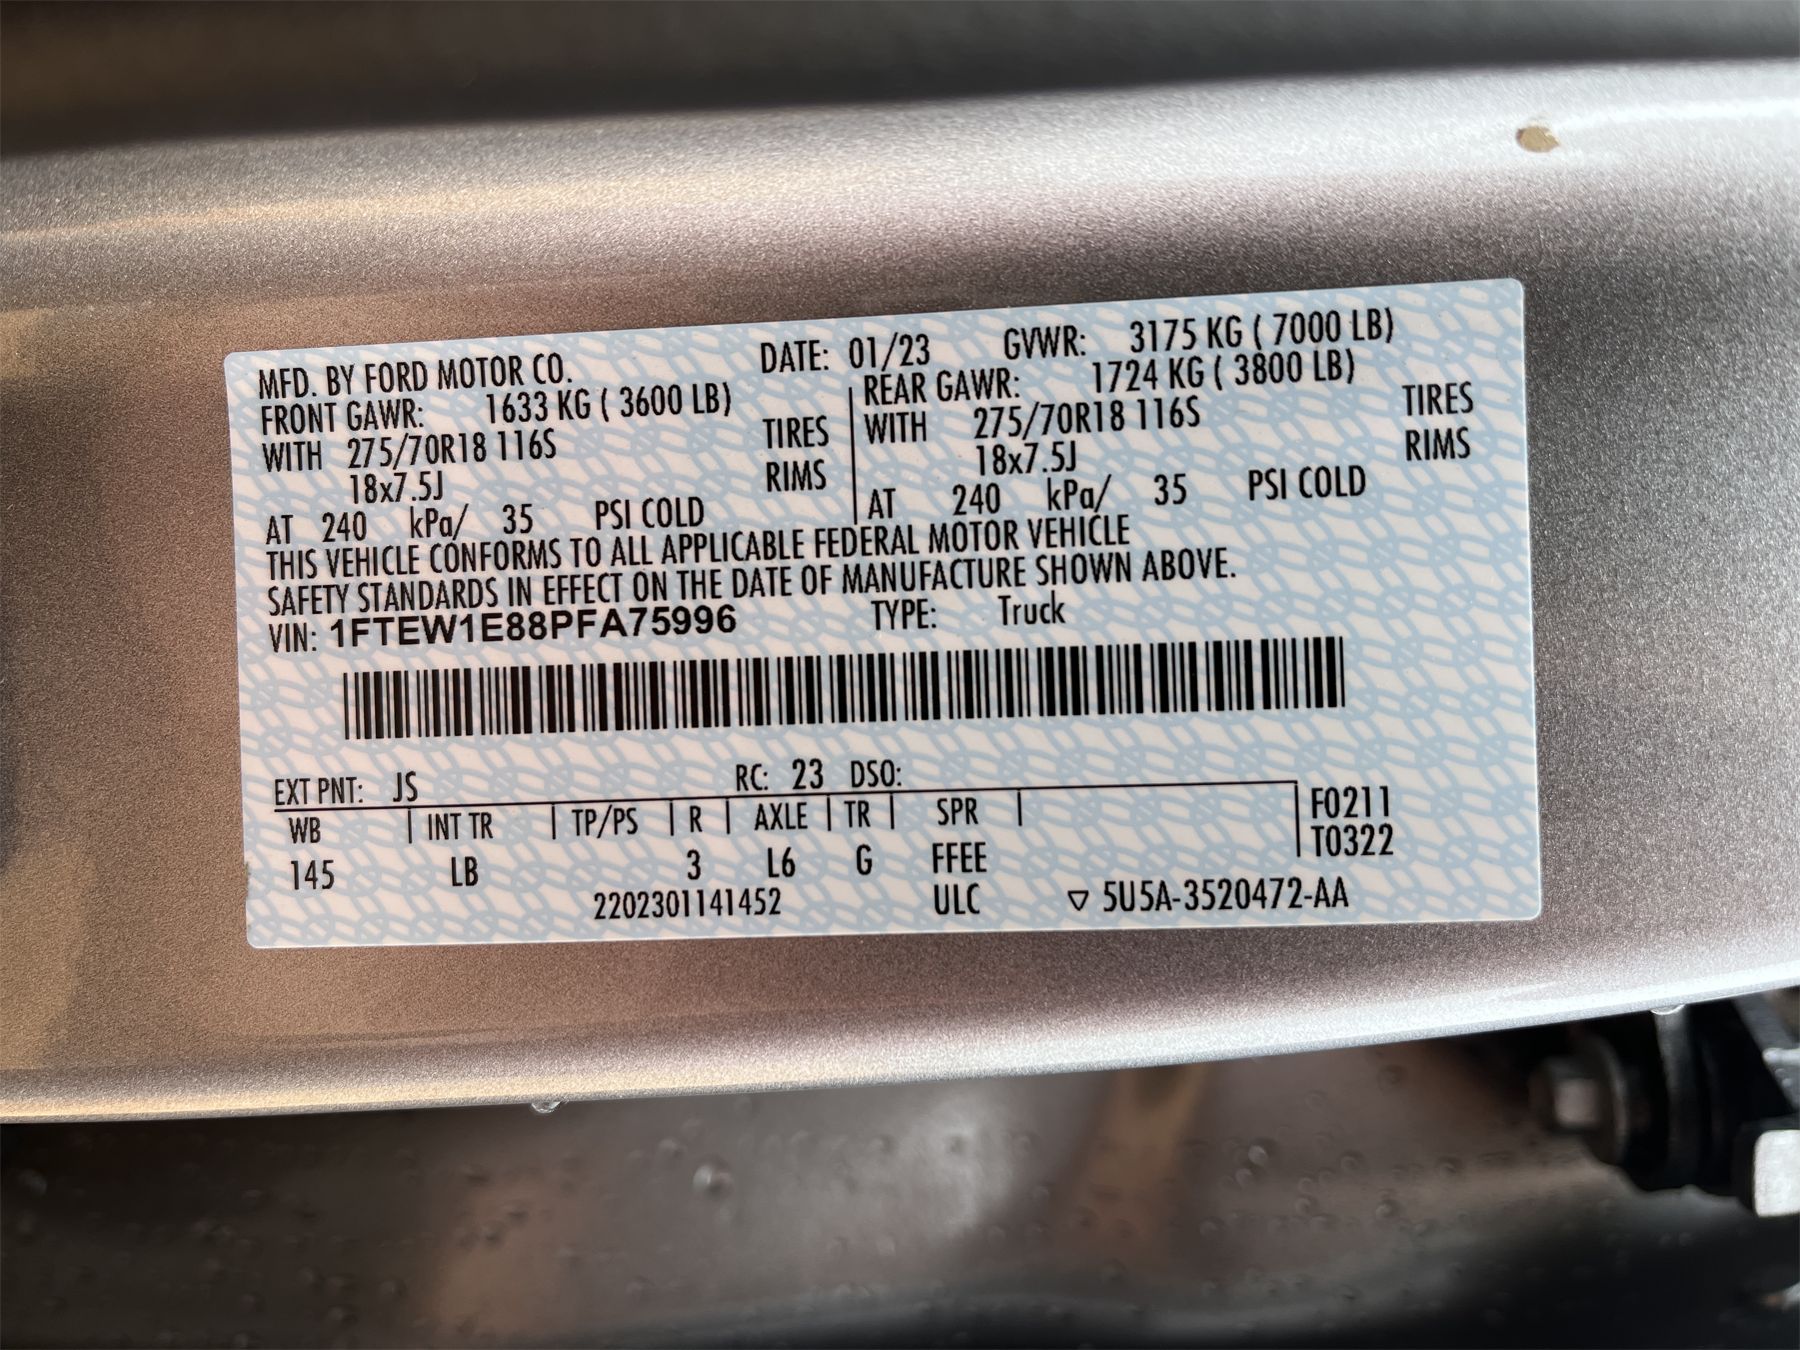 MFD. BY FORD MOTOR CO. DATE: 01/23 GVWR: 3175 KG ( 7000 LB)
FRONT GAWR: 1633 KG ( 3600 LB) REAR GAWR: 1724 KG ( 3800 LB)
WITH 275/70R18 116S TIRES WITH 275/70R18 116S TIRES
18x7.5J RIMS 18x7.5J RIMS
AT 240 kPa/ 35 PSI COLD AT 240 kPa/ 35 PSI COLD
THIS VEHICLE CONFORMS TO ALL APPLICABLE FEDERAL MOTOR VEHICLE
SAFETY STANDARDS IN EFFECT ON THE DATE OF MANUFACTURE SHOWN ABOVE.
VIN: 1FTEW1E88PFA75996 TYPE: Truck
EXT PNT: JS RC: 23 DSO:
WB INT TR TP/PS R AXLE TR SPR F0211
T0322
145 LB 3 L6 G FFEE
2202301141452 ULC ▽ 5U5A-3520472-AA